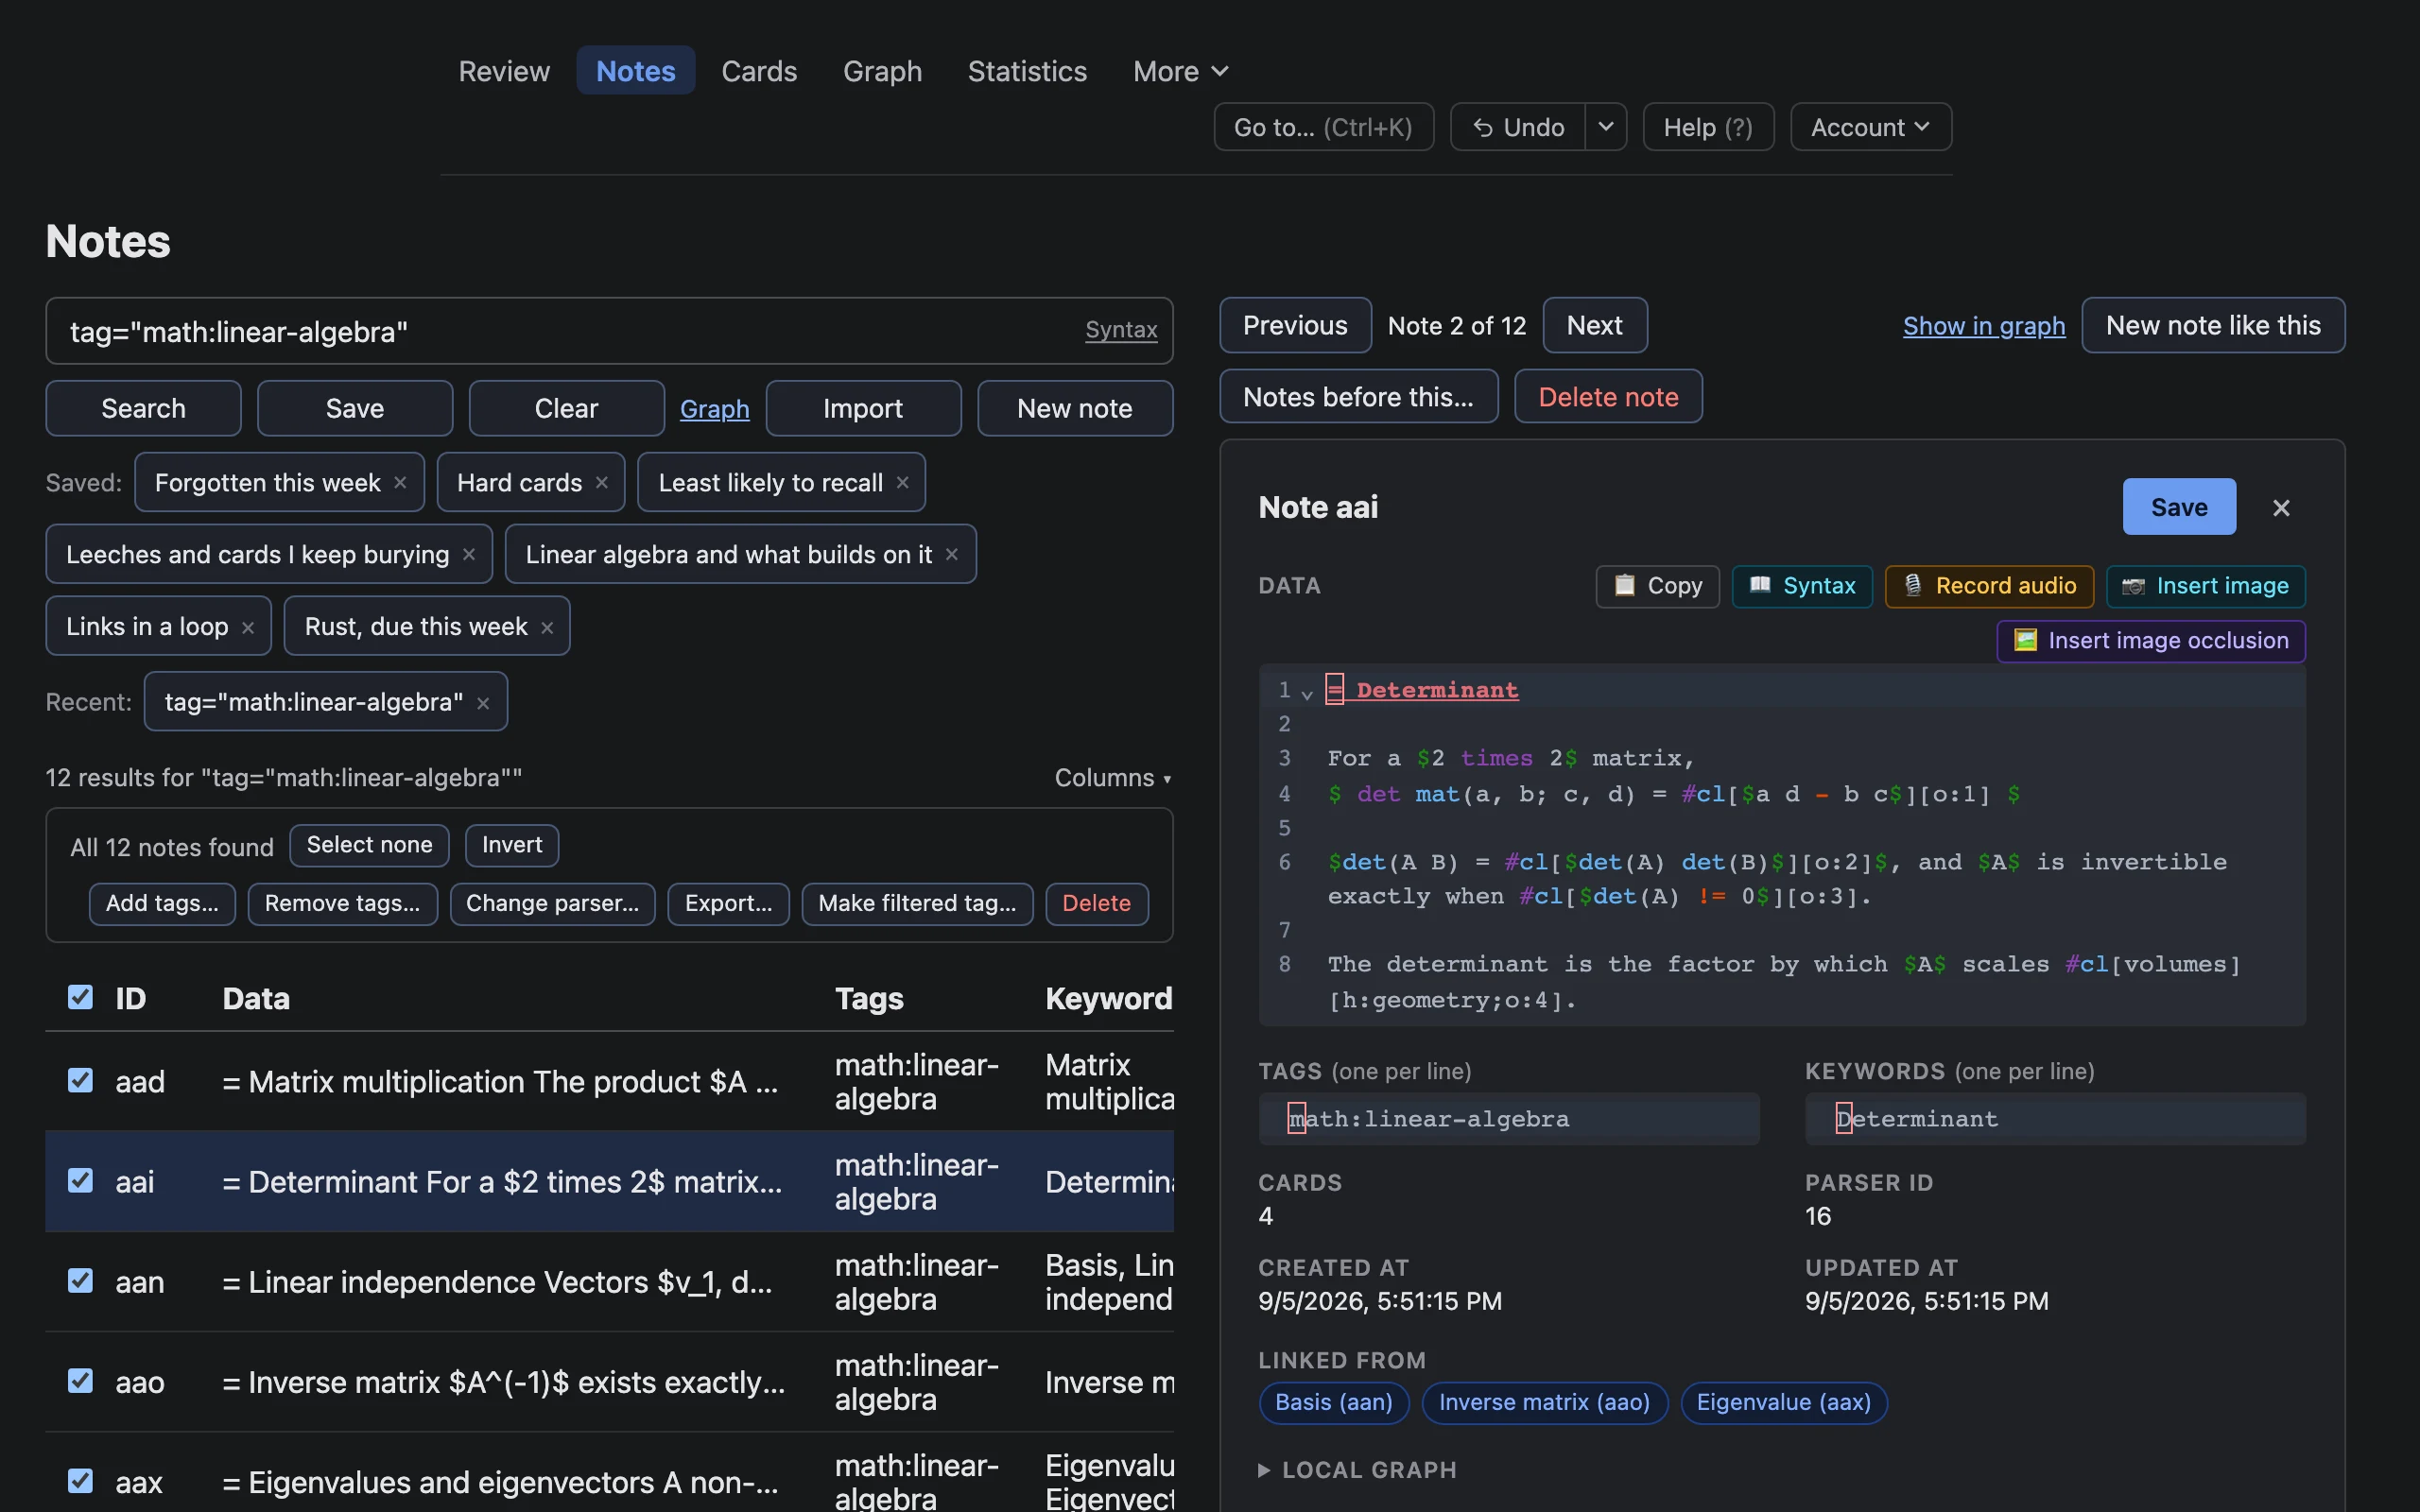 Review Notes Cards Graph Statistics More
Go to... (Ctrl+K) Undo Help (?) Account
Notes
tag="math:linear-algebra" Syntax
Search Save Clear Graph Import New note
Saved: Forgotten this week × Hard cards × Least likely to recall ×
Leeches and cards I keep burying × Linear algebra and what builds on it ×
Links in a loop × Rust, due this week ×
Recent: tag="math:linear-algebra" ×
12 results for "tag="math:linear-algebra"" Columns
All 12 notes found Select none Invert
Add tags... Remove tags... Change parser... Export... Make filtered tag... Delete
ID Data Tags Keyword
aad = Matrix multiplication The product $A ... math:linear-
algebra Matrix
multiplica
aai = Determinant For a $2 times 2$ matrix... math:linear-
algebra Determina
aan = Linear independence Vectors $v_1, d... math:linear-
algebra Basis, Lin
independ
aao = Inverse matrix $A^(-1)$ exists exactly... math:linear-
algebra Inverse m
aax = Eigenvalues and eigenvectors A non-... math:linear-
algebra Eigenvalu
Eigenvect
Previous Note 2 of 12 Next Show in graph New note like this
Notes before this... Delete note
Note aai Save ×
DATA Copy Syntax Record audio Insert image
Insert image occlusion
1 = Determinant
2
3 For a $2 times 2$ matrix,
4 $ det mat(a, b; c, d) = #cl[$a d - b c$][o:1] $
5
6 $det(A B) = #cl[$det(A) det(B)$][o:2]$, and $A$ is invertible
exactly when #cl[$det(A) != 0$][o:3].
7
8 The determinant is the factor by which $A$ scales #cl[volumes]
[h:geometry;o:4].
TAGS (one per line) KEYWORDS (one per line)
math:linear-algebra Determinant
CARDS PARSER ID
4 16
CREATED AT UPDATED AT
9/5/2026, 5:51:15 PM 9/5/2026, 5:51:15 PM
LINKED FROM
Basis (aan) Inverse matrix (aao) Eigenvalue (aax)
LOCAL GRAPH